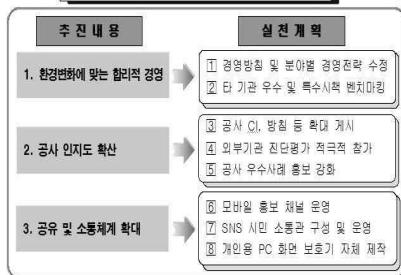 추진내용
실천계획
1. 환경변화에 맞는 합리적 경영
1 경영방침 및 분야별 경영전략 수정
2 타 기관 우수 및 특수시책 벤치마킹
2. 공사 인지도 확산
3 공사 CI, 방침 등 확대 게시
4 외부기관 진단평가 적극적 참가
5 공사 우수사례 홍보 강화
3. 공유 및 소통체계 확대
6 모바일 홍보 채널 운영
7 SNS 시민 소통관 구성 및 운영
8 개인용 PC 화면 보호기 자체 제작